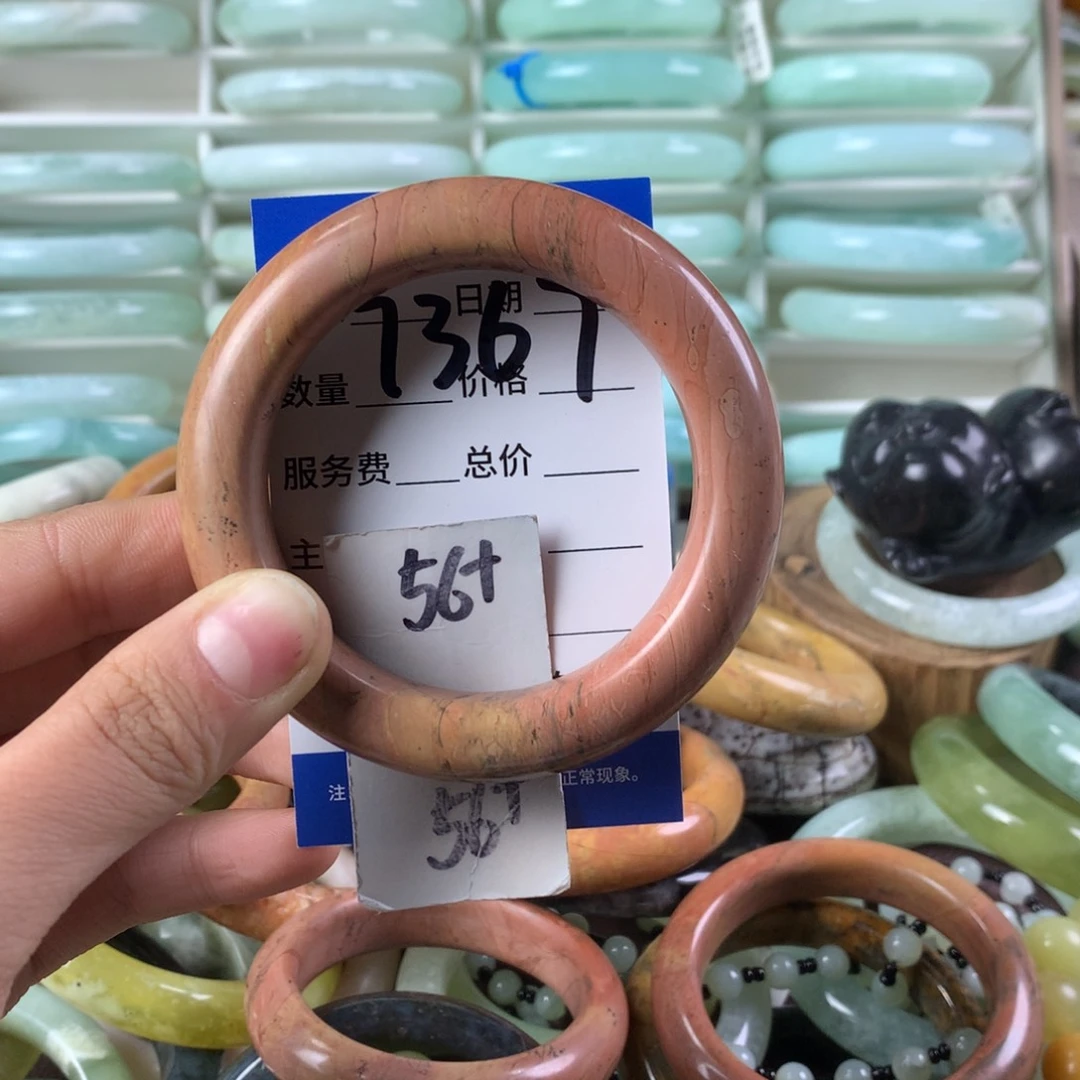 日期
7367
数量 价格
服务费 总价
主
56+
注 正常现象。
56+